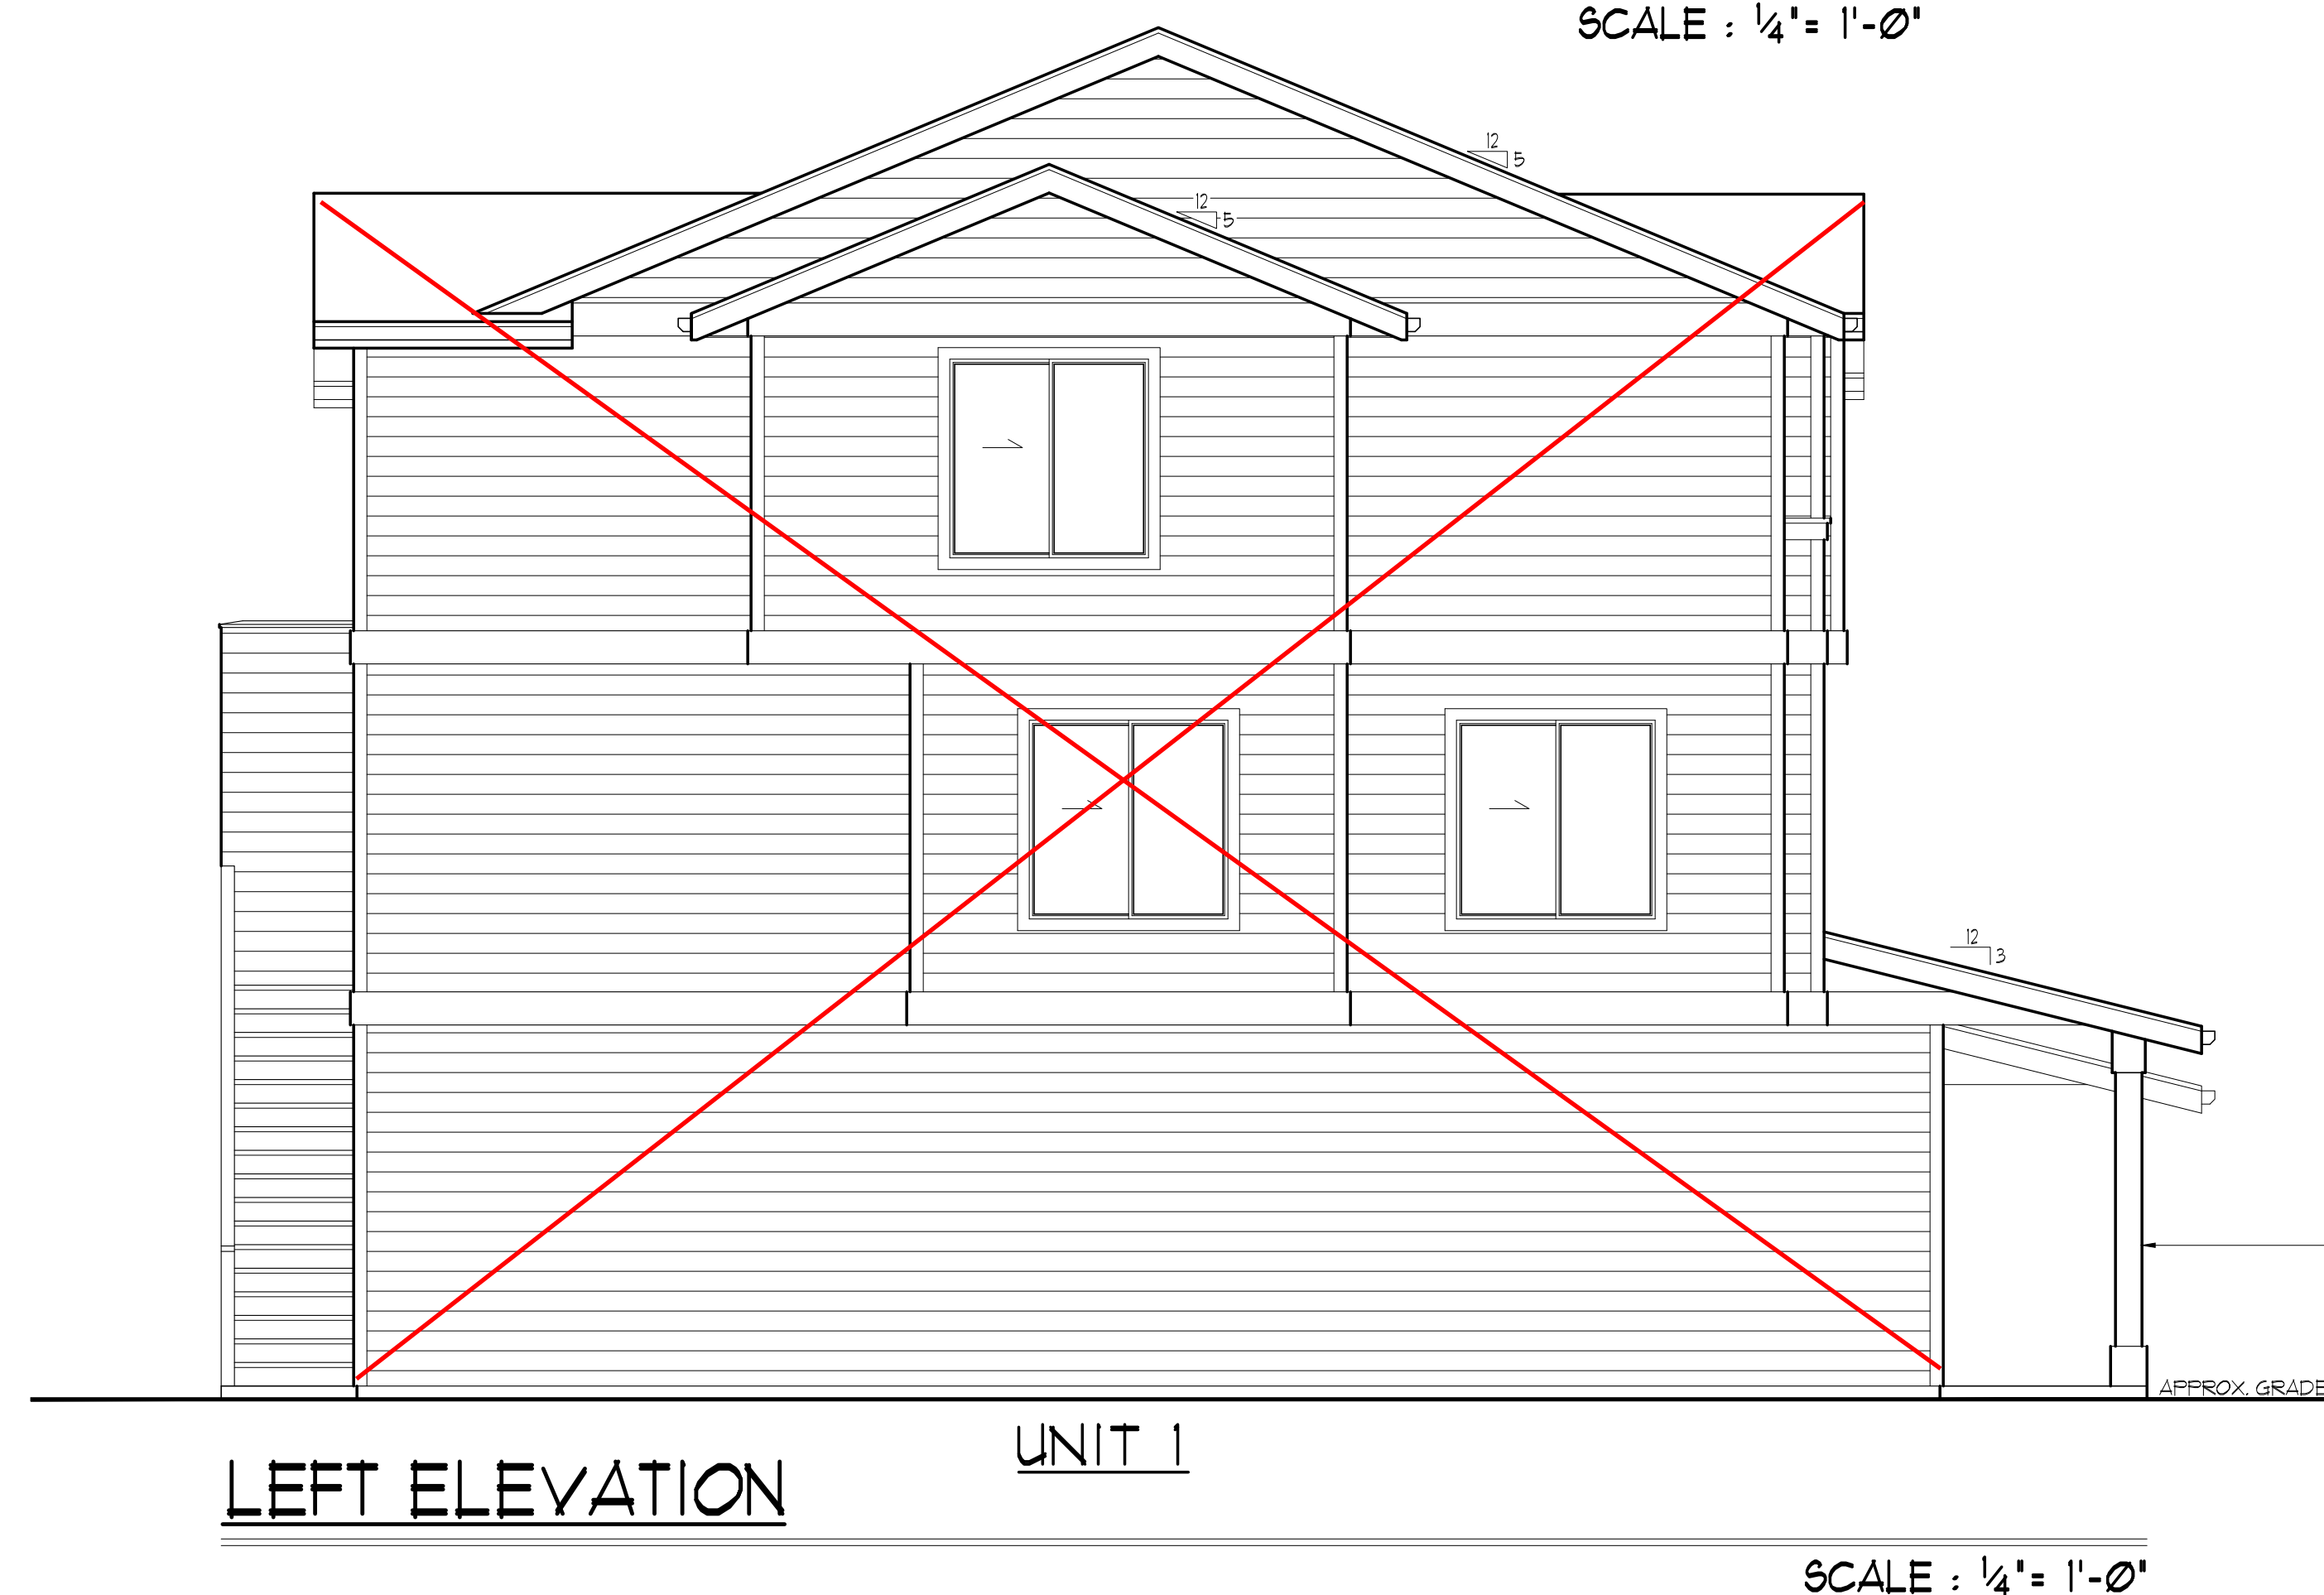 SCALE : 1/4"= 1'-0"
12
5
12
5
12
3
APPROX. GRADE
UNIT 1
LEFT ELEVATION
SCALE : 1/4"= 1'-0"